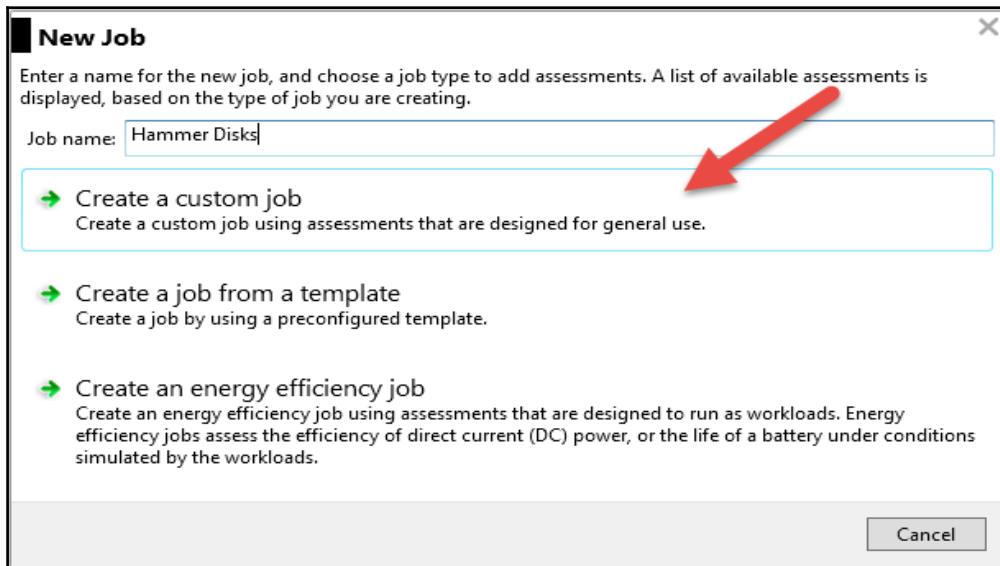 New Job
Enter a name for the new job, and choose a job type to add assessments. A list of available assessments is
displayed, based on the type of job you are creating.
Job name: Hammer Disks
Create a custom job
Create a custom job using assessments that are designed for general use.
Create a job from a template
Create a job by using a preconfigured template.
Create an energy efficiency job
Create an energy efficiency job using assessments that are designed to run as workloads. Energy
efficiency jobs assess the efficiency of direct current (DC) power, or the life of a battery under conditions
simulated by the workloads.
Cancel